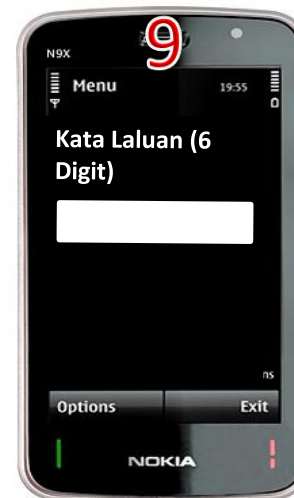 9
N9X
Menu 19:55
Kata Laluan (6
Digit)
ns
Options Exit
NOKIA